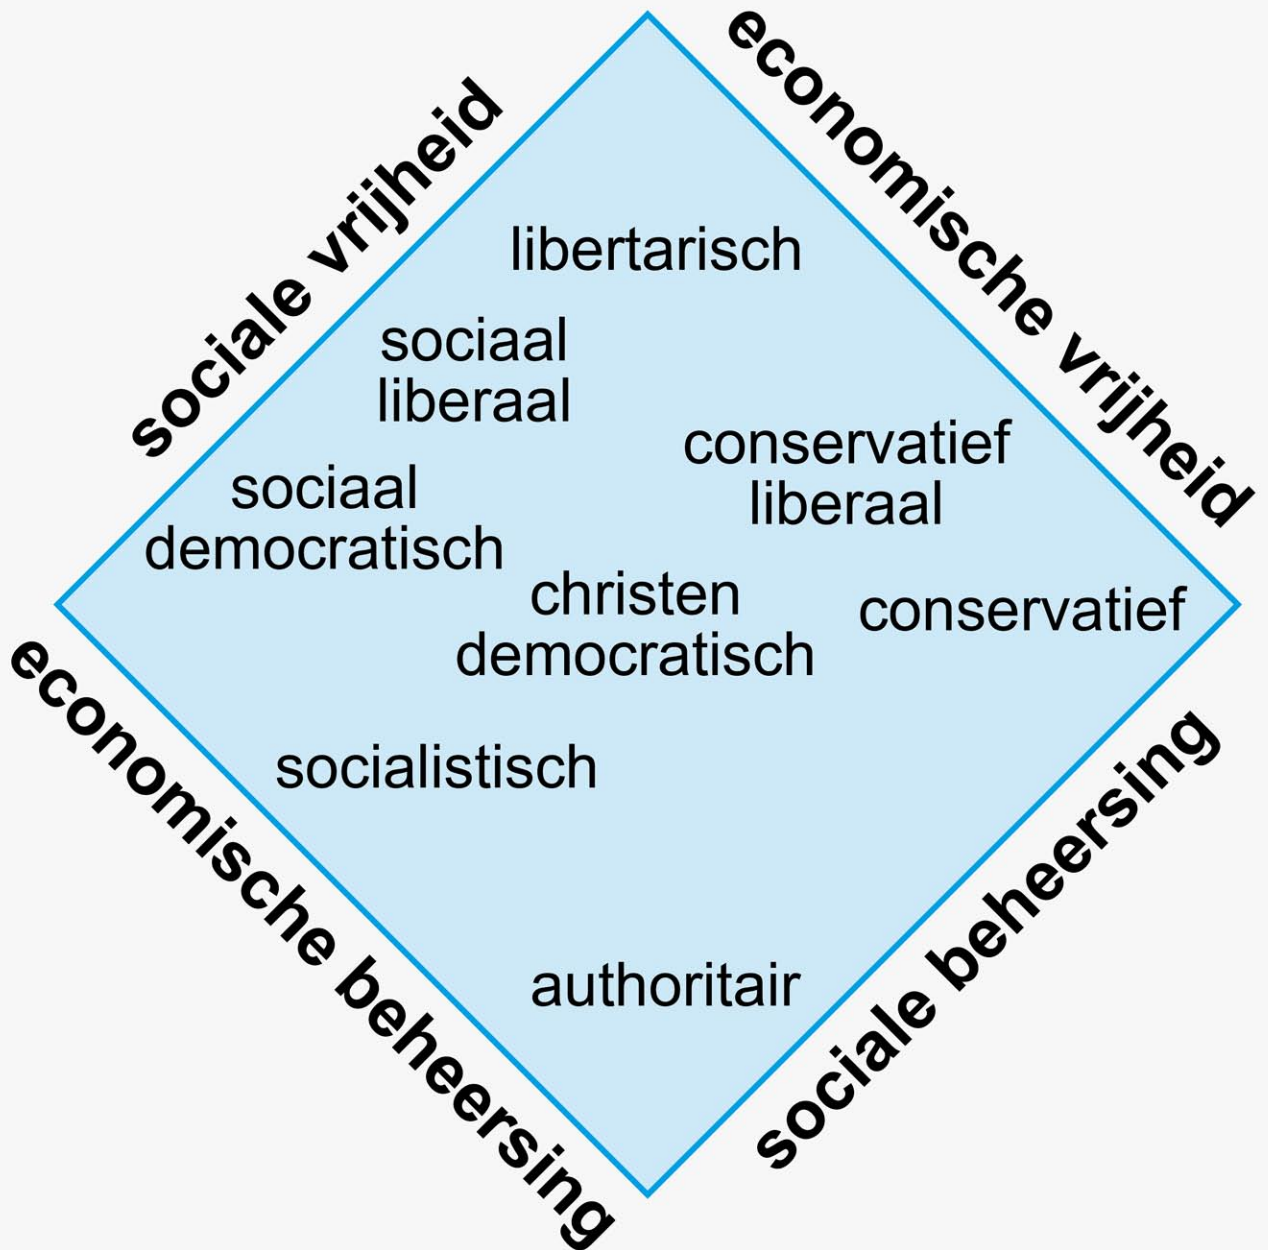 sociale vrijheid
economische vrijheid
libertarisch
sociaal
liberaal
conservatief
liberaal
sociaal
democratisch
christen
democratisch
conservatief
socialistisch
authoritair
economische beheersing
sociale beheersing